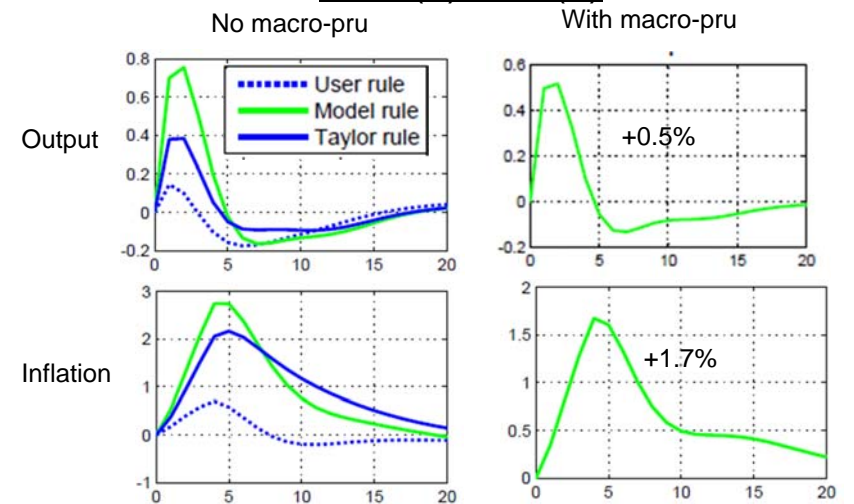 No macro-pru
With macro-pru
Output
0.8
0.6
0.4
0.2
0
-0.2
0 5 10 15 20
User rule
Model rule
Taylor rule
0.6
0.4
0.2
0
-0.2
0 5 10 15 20
+0.5%
Inflation
3
2
1
0
-1
0 5 10 15 20
2
1.5
1
0.5
0
0 5 10 15 20
+1.7%